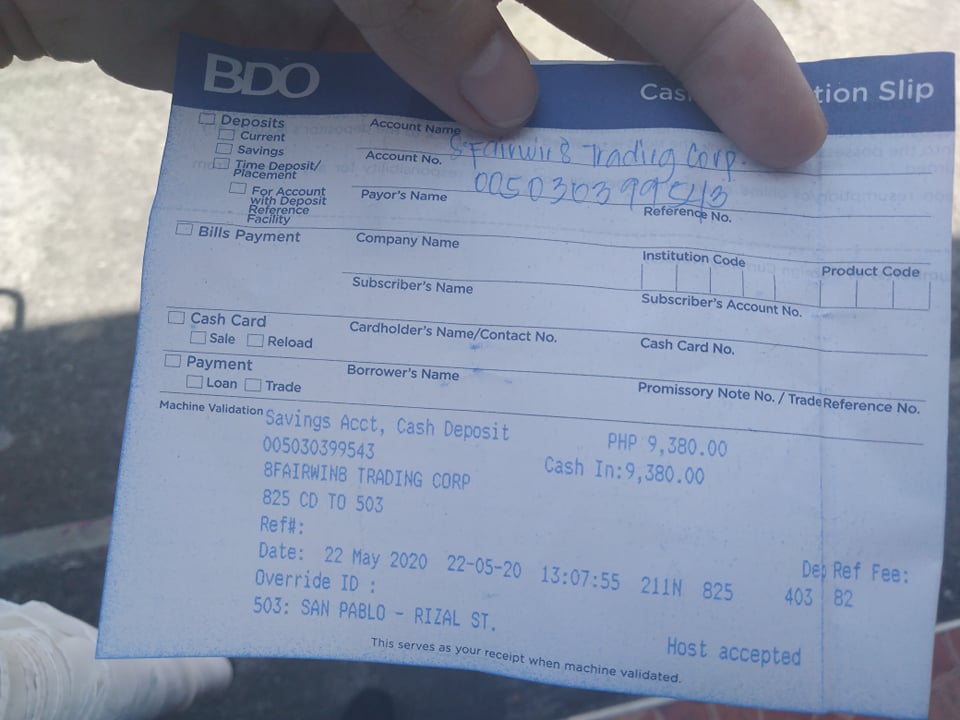 BDO
Cas tion Slip
Deposits
Current
Savings
Time Deposit/
Placement
For Account
with Deposit
Reference
Facility
Account Name 8Fairwin8 Trading Corp.
Account No. 005030399543
Payor's Name
Reference No.
Bills Payment
Company Name
Institution Code
Product Code
Subscriber's Name
Subscriber's Account No.
Cash Card
Sale Reload
Cardholder's Name/Contact No.
Cash Card No.
Payment
Loan Trade
Borrower's Name
Promissory Note No. / Trade Reference No.
Machine Validation
Savings Acct, Cash Deposit PHP 9,380.00
005030399543 Cash In:9,380.00
8FAIRWIN8 TRADING CORP
825 CD TO 503
Ref#:
Dep Ref Fee:
Date: 22 May 2020 22-05-20 13:07:55 211N 825 403 82
Override ID :
503: SAN PABLO - RIZAL ST.
Host accepted
This serves as your receipt when machine validated.